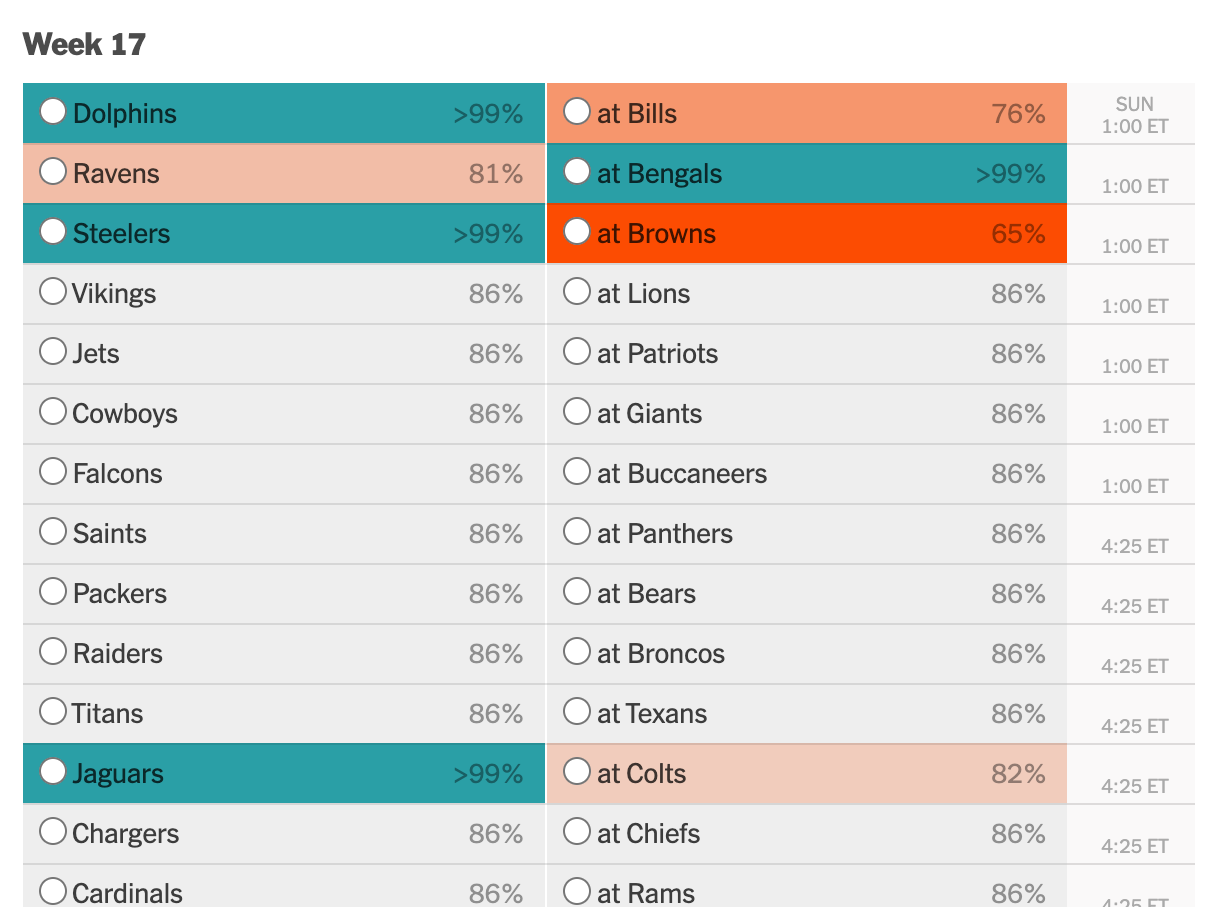 Week 17
Dolphins >99% at Bills 76% SUN 1:00 ET
Ravens 81% at Bengals >99% 1:00 ET
Steelers >99% at Browns 65% 1:00 ET
Vikings 86% at Lions 86% 1:00 ET
Jets 86% at Patriots 86% 1:00 ET
Cowboys 86% at Giants 86% 1:00 ET
Falcons 86% at Buccaneers 86% 1:00 ET
Saints 86% at Panthers 86% 4:25 ET
Packers 86% at Bears 86% 4:25 ET
Raiders 86% at Broncos 86% 4:25 ET
Titans 86% at Texans 86% 4:25 ET
Jaguars >99% at Colts 82% 4:25 ET
Chargers 86% at Chiefs 86% 4:25 ET
Cardinals 86% at Rams 86% 4:25 ET